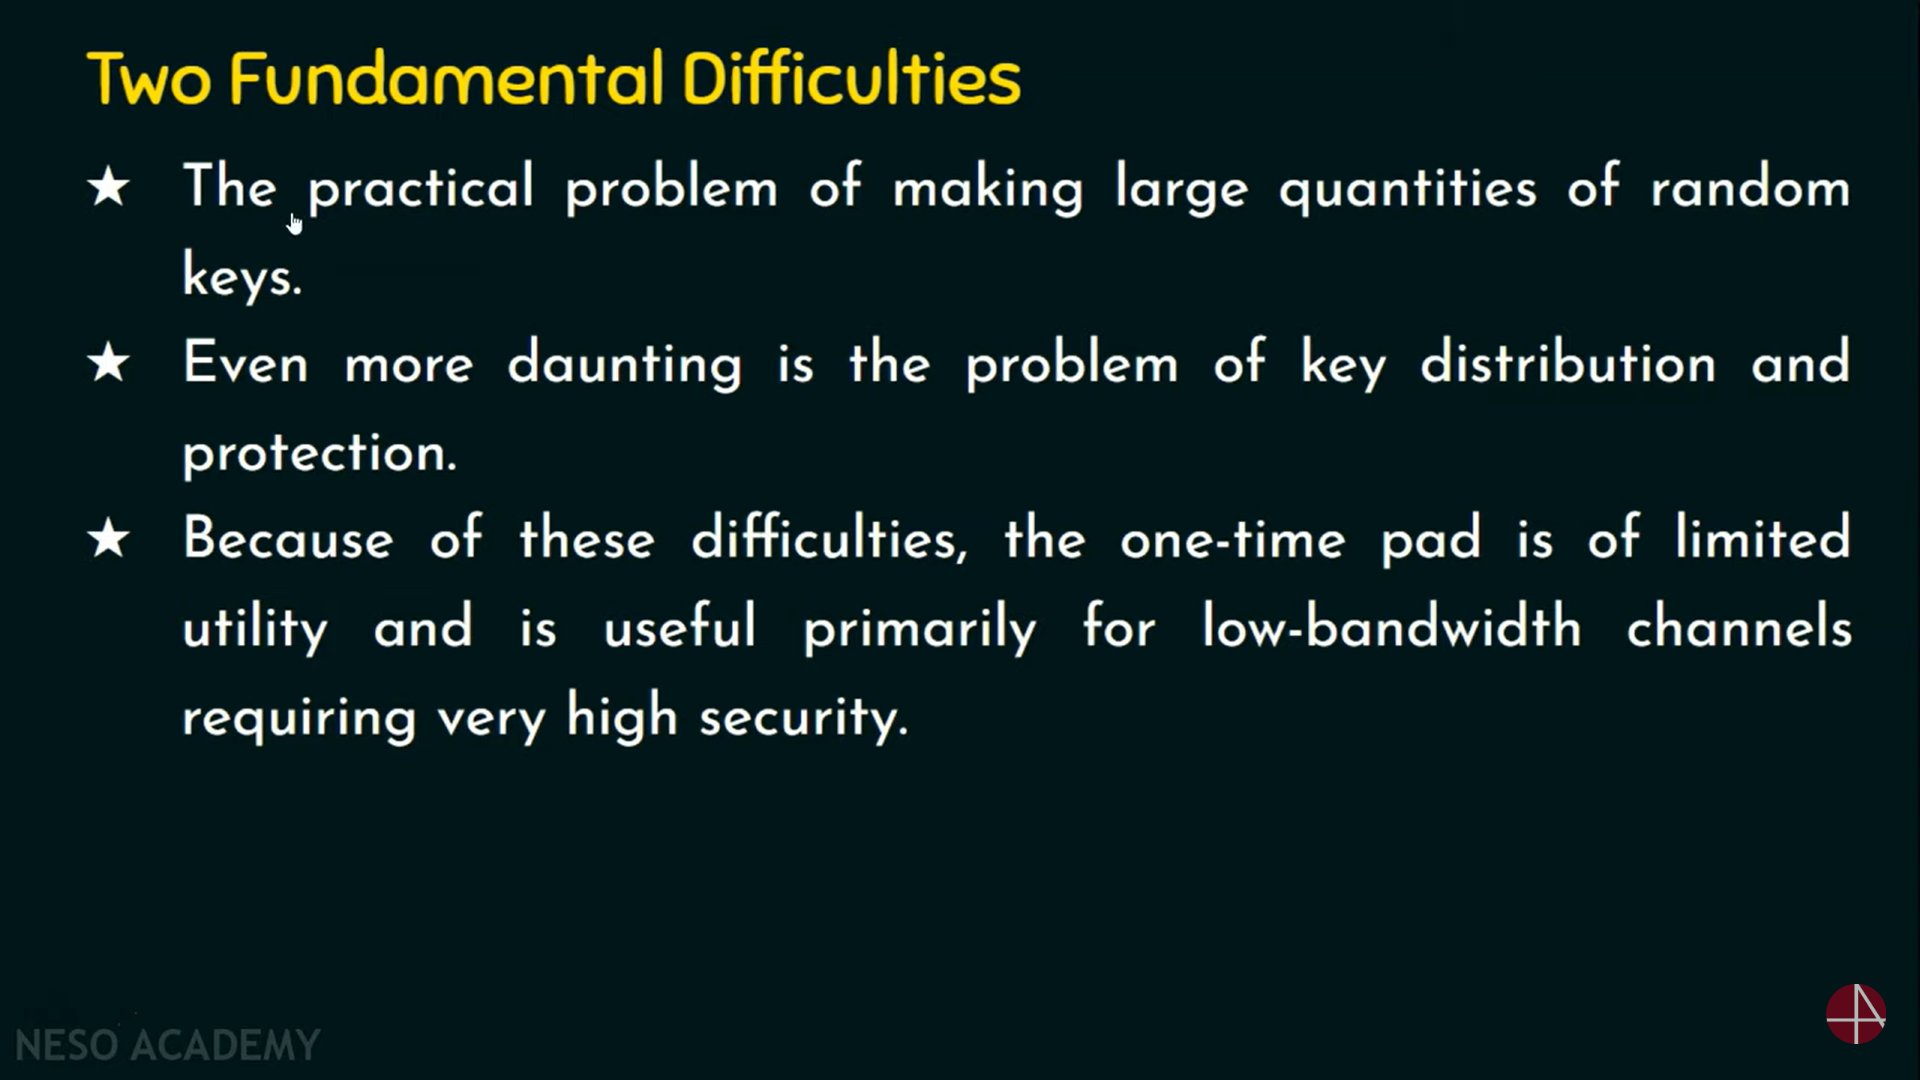 Two Fundamental Difficulties
★ The practical problem of making large quantities of random
keys.
★ Even more daunting is the problem of key distribution and
protection.
★ Because of these difficulties, the one-time pad is of limited
utility and is useful primarily for low-bandwidth channels
requiring very high security.
NESO ACADEMY